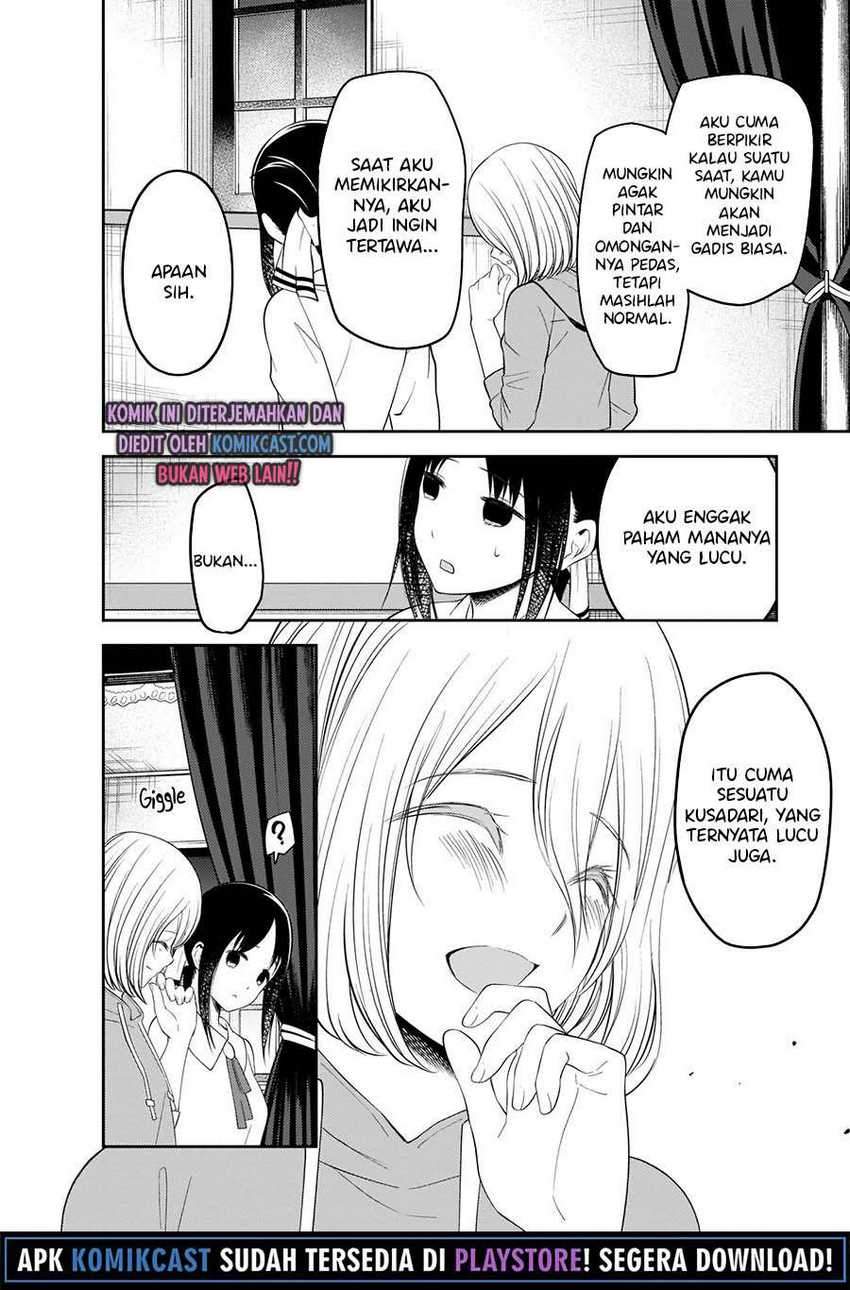 AKU CUMA
BERPIKIR
KALAU SUATU
SAAT, KAMU
MUNGKIN
AKAN
MENJADI
GADIS BIASA.
MUNGKIN
AGAK
PINTAR
DAN
OMONGAN-
NYA PEDAS,
TETAPI
MASIHLAH
NORMAL.
SAAT AKU
MEMIKIRKAN-
NYA, AKU
JADI INGIN
TERTAWA...
APAAN
SIH.
KOMIK INI DITERJEMAHKAN DAN
DIEDIT OLEH KOMIKCAST.COM
BUKAN WEB LAIN!!
AKU ENGGAK
PAHAM MANANYA
YANG LUCU.
BUKAN...
ITU CUMA
SESUATU
KUSADARI, YANG
TERNYATA LUCU
JUGA.
Giggle
?
APK KOMIKCAST SUDAH TERSEDIA DI PLAYSTORE! SEGERA DOWNLOAD!